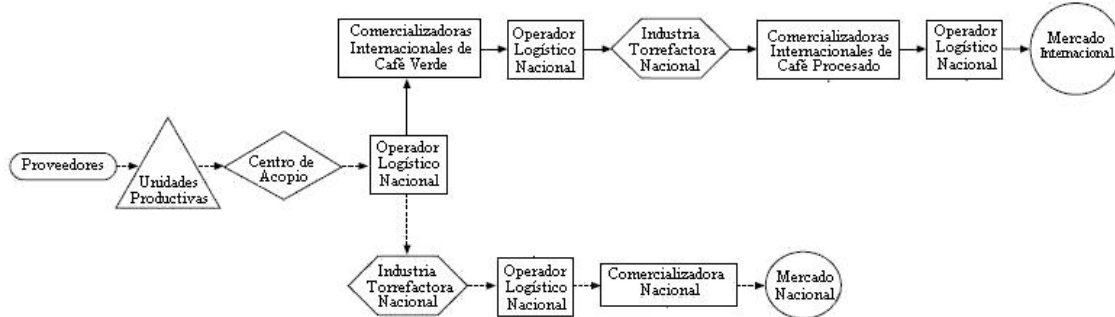 Comercializadoras
Internacionales de
Café Verde
Operador
Logístico
Nacional
Industria
Torrefactora
Nacional
Comercializadoras
Internacionales de
Café Procesado
Operador
Logístico
Nacional
Mercado
Internacional
Proveedores
Unidades
Productivas
Centro de
Acopio
Operador
Logístico
Nacional
Industria
Torrefactora
Nacional
Operador
Logístico
Nacional
Comercializadora
Nacional
Mercado
Nacional